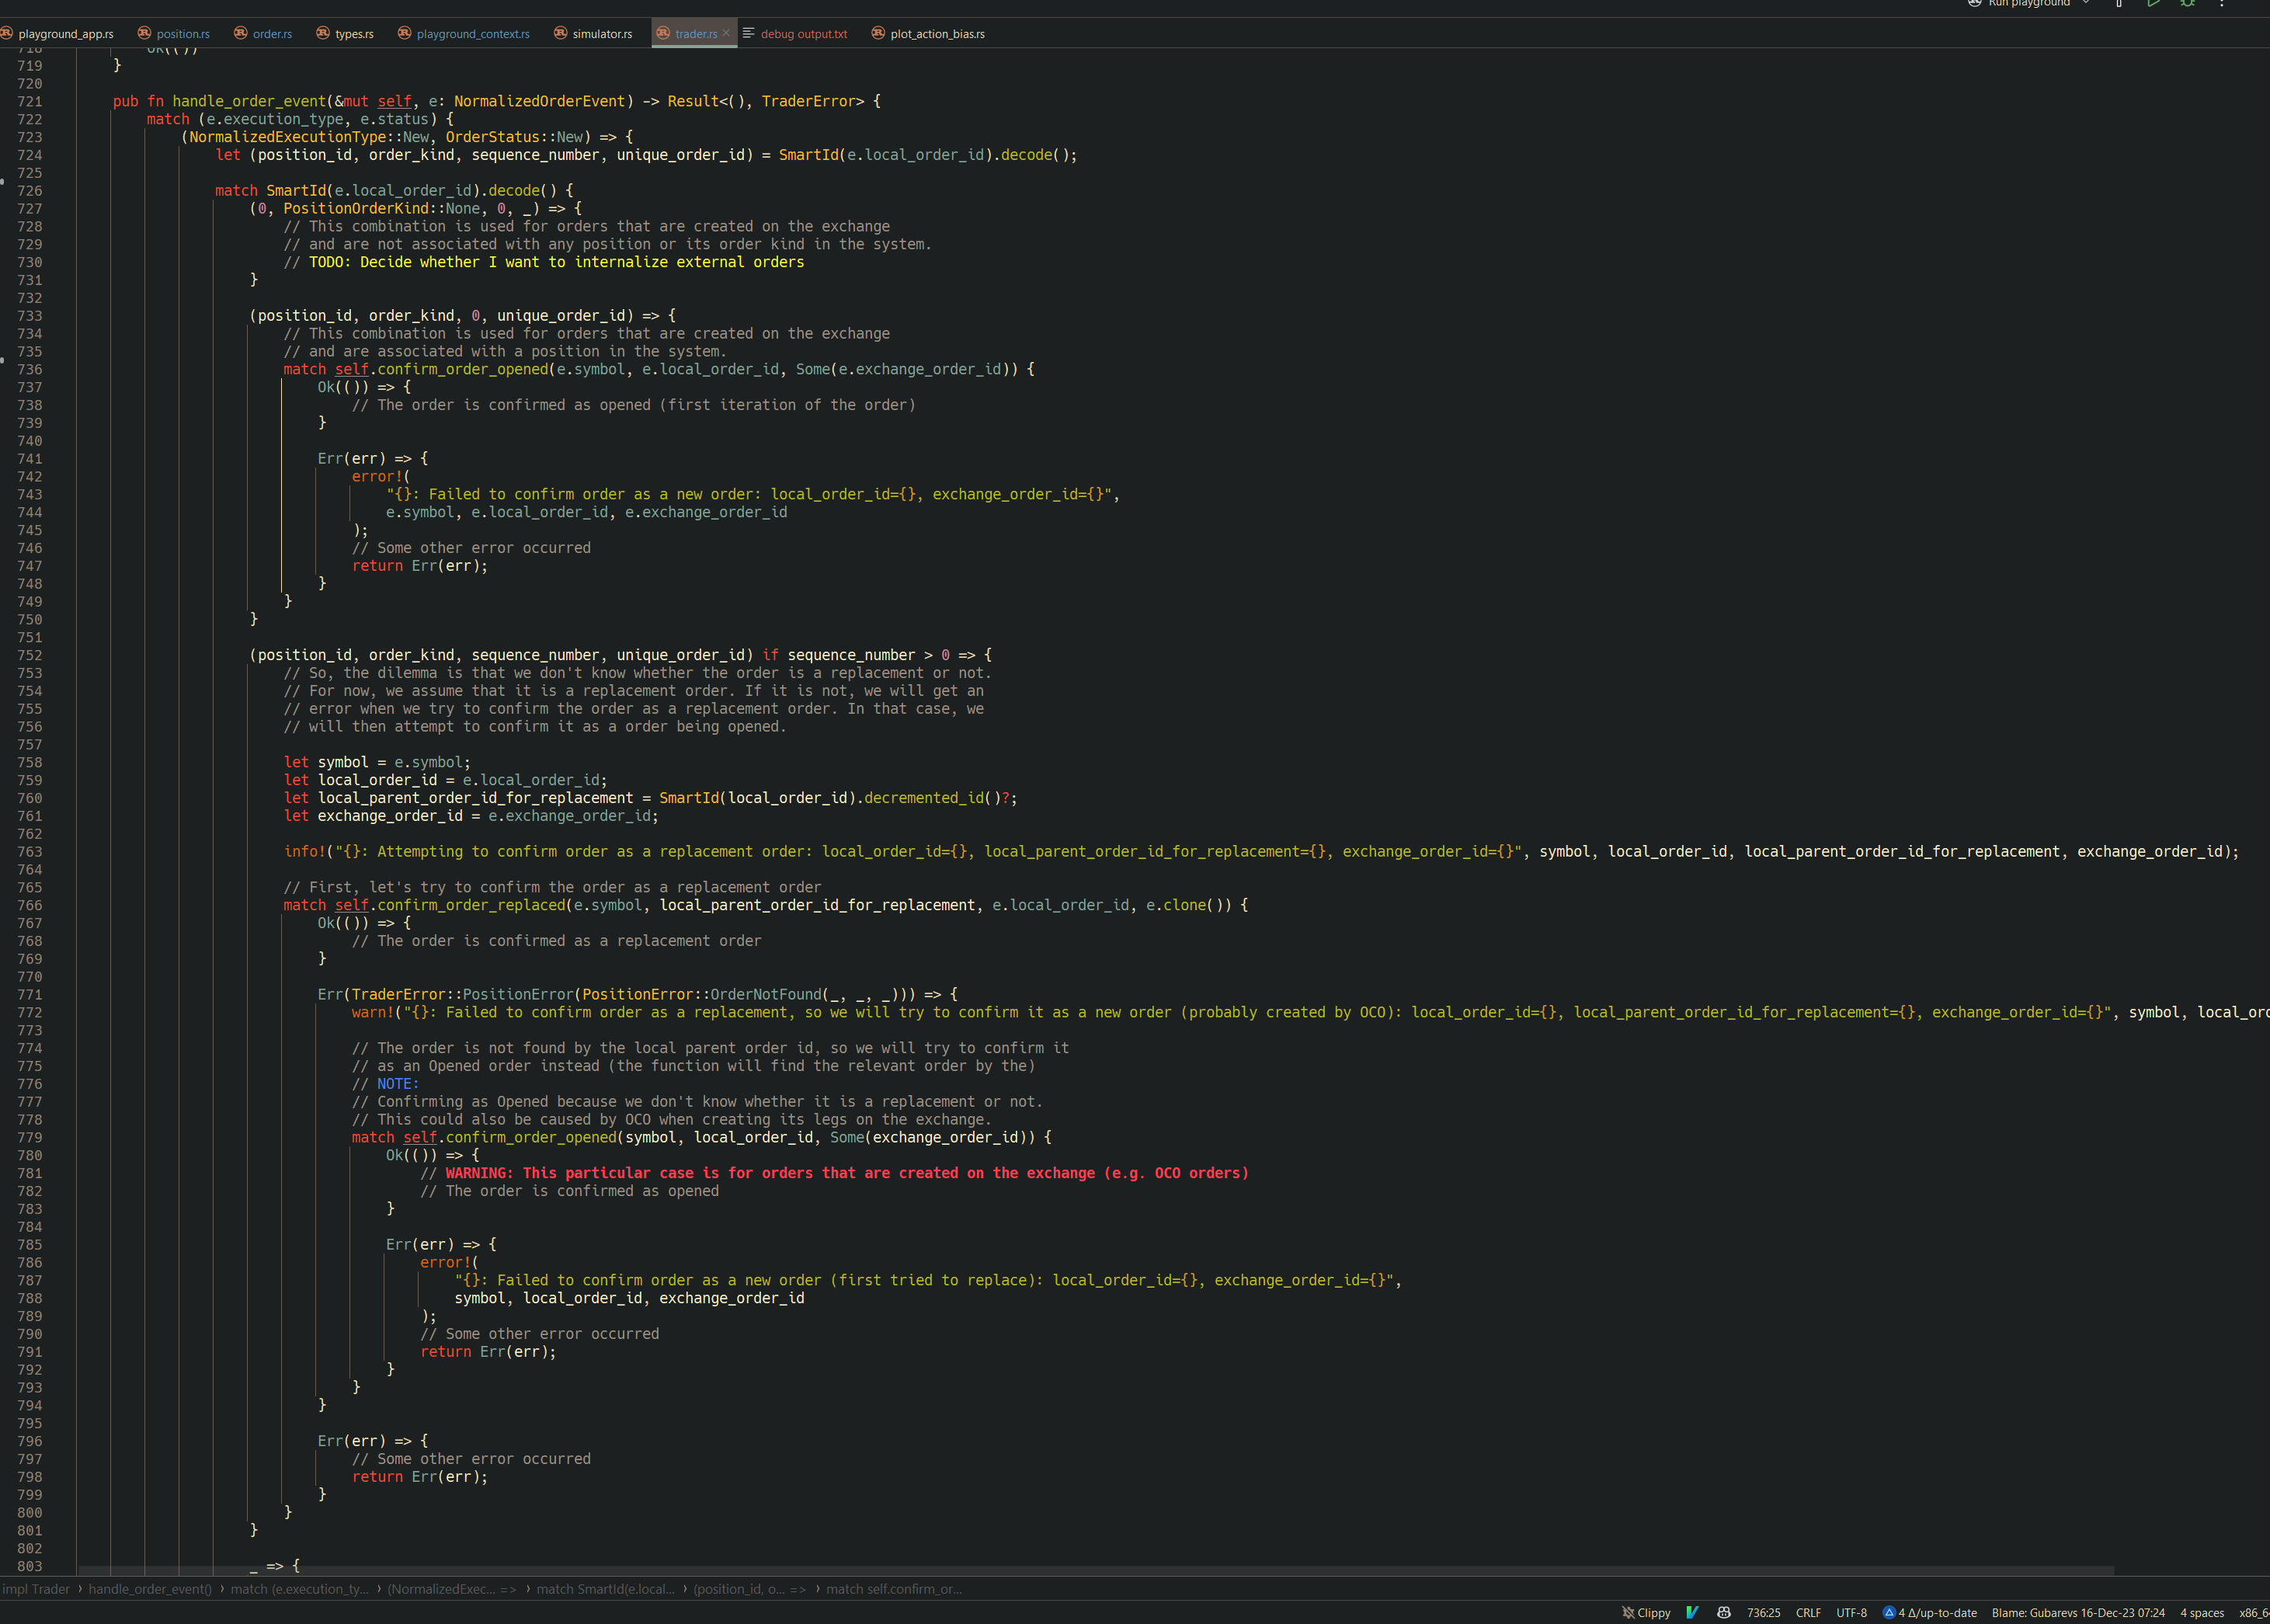 Run playground
playground_app.rs position.rs order.rs types.rs playground_context.rs simulator.rs trader.rs debug output.txt plot_action_bias.rs
718 Ok(())
719 }
720
721 pub fn handle_order_event(&mut self, e: NormalizedOrderEvent) -> Result<(), TraderError> {
722 match (e.execution_type, e.status) {
723 (NormalizedExecutionType::New, OrderStatus::New) => {
724 let (position_id, order_kind, sequence_number, unique_order_id) = SmartId(e.local_order_id).decode();
725
726 match SmartId(e.local_order_id).decode() {
727 (0, PositionOrderKind::None, 0, _) => {
728 // This combination is used for orders that are created on the exchange
729 // and are not associated with any position or its order kind in the system.
730 // TODO: Decide whether I want to internalize external orders
731 }
732
733 (position_id, order_kind, 0, unique_order_id) => {
734 // This combination is used for orders that are created on the exchange
735 // and are associated with a position in the system.
736 match self.confirm_order_opened(e.symbol, e.local_order_id, Some(e.exchange_order_id)) {
737 Ok(()) => {
738 // The order is confirmed as opened (first iteration of the order)
739 }
740
741 Err(err) => {
742 error!(
743 "{}: Failed to confirm order as a new order: local_order_id={}, exchange_order_id={}",
744 e.symbol, e.local_order_id, e.exchange_order_id
745 );
746 // Some other error occurred
747 return Err(err);
748 }
749 }
750 }
751
752 (position_id, order_kind, sequence_number, unique_order_id) if sequence_number > 0 => {
753 // So, the dilemma is that we don't know whether the order is a replacement or not.
754 // For now, we assume that it is a replacement order. If it is not, we will get an
755 // error when we try to confirm the order as a replacement order. In that case, we
756 // will then attempt to confirm it as a order being opened.
757
758 let symbol = e.symbol;
759 let local_order_id = e.local_order_id;
760 let local_parent_order_id_for_replacement = SmartId(local_order_id).decremented_id()?;
761 let exchange_order_id = e.exchange_order_id;
762
763 info!("{}: Attempting to confirm order as a replacement order: local_order_id={}, local_parent_order_id_for_replacement={}, exchange_order_id={}", symbol, local_order_id, local_parent_order_id_for_replacement, exchange_order_id);
764
765 // First, let's try to confirm the order as a replacement order
766 match self.confirm_order_replaced(e.symbol, local_parent_order_id_for_replacement, e.local_order_id, e.clone()) {
767 Ok(()) => {
768 // The order is confirmed as a replacement order
769 }
770
771 Err(TraderError::PositionError(PositionError::OrderNotFound(_, _, _))) => {
772 warn!("{}: Failed to confirm order as a replacement, so we will try to confirm it as a new order (probably created by OCO): local_order_id={}, local_parent_order_id_for_replacement={}, exchange_order_id={}", symbol, local_ord
773
774 // The order is not found by the local parent order id, so we will try to confirm it
775 // as an Opened order instead (the function will find the relevant order by the)
776 // NOTE:
777 // Confirming as Opened because we don't know whether it is a replacement or not.
778 // This could also be caused by OCO when creating its legs on the exchange.
779 match self.confirm_order_opened(symbol, local_order_id, Some(exchange_order_id)) {
780 Ok(()) => {
781 // WARNING: This particular case is for orders that are created on the exchange (e.g. OCO orders)
782 // The order is confirmed as opened
783 }
784
785 Err(err) => {
786 error!(
787 "{}: Failed to confirm order as a new order (first tried to replace): local_order_id={}, exchange_order_id={}",
788 symbol, local_order_id, exchange_order_id
789 );
790 // Some other error occurred
791 return Err(err);
792 }
793 }
794 }
795
796 Err(err) => {
797 // Some other error occurred
798 return Err(err);
799 }
800 }
801 }
802
803 _ => {
impl Trader › handle_order_event() › match (e.execution_ty... › (NormalizedExec... => › match SmartId(e.local... › (position_id, o... => › match self.confirm_or...
Clippy 736:25 CRLF UTF-8 4 Δ/up-to-date Blame: Gubarevs 16-Dec-23 07:24 4 spaces x86_6